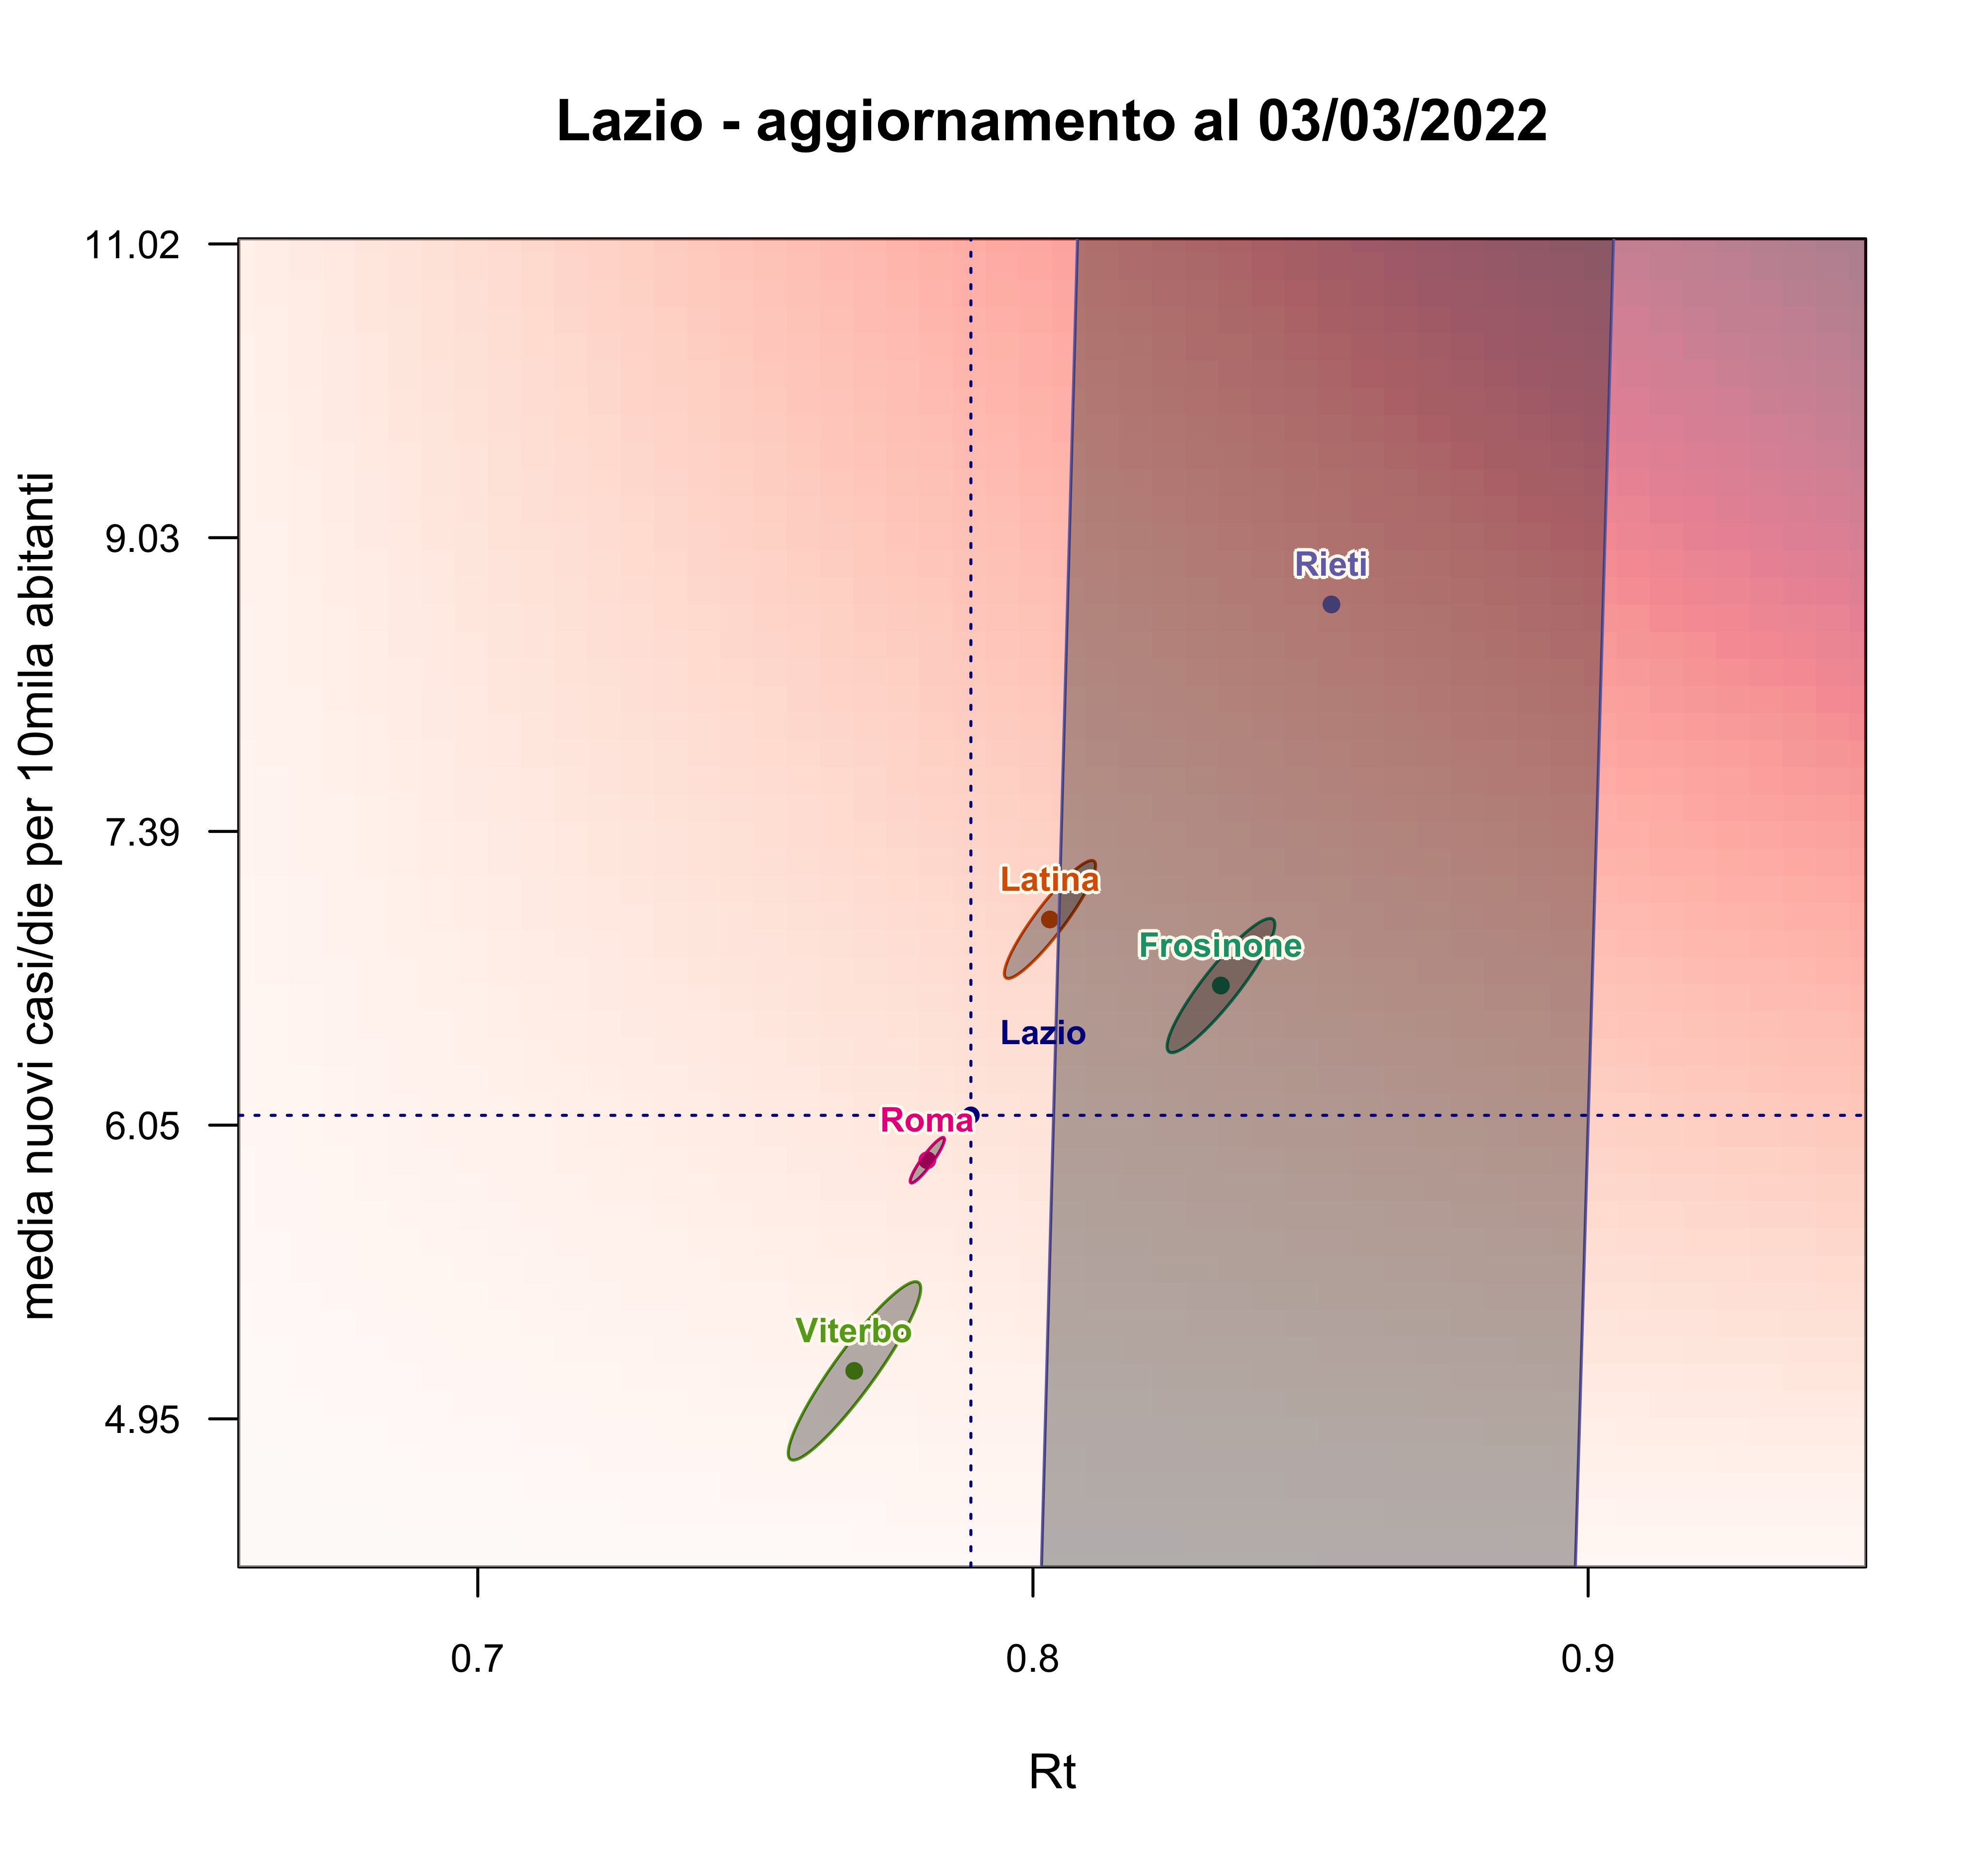 Lazio - aggiornamento al 03/03/2022
media nuovi casi/die per 10mila abitanti
11.02
9.03
7.39
6.05
4.95
Rieti
Latina
Frosinone
Lazio
Roma
Viterbo
0.7 0.8 0.9
Rt